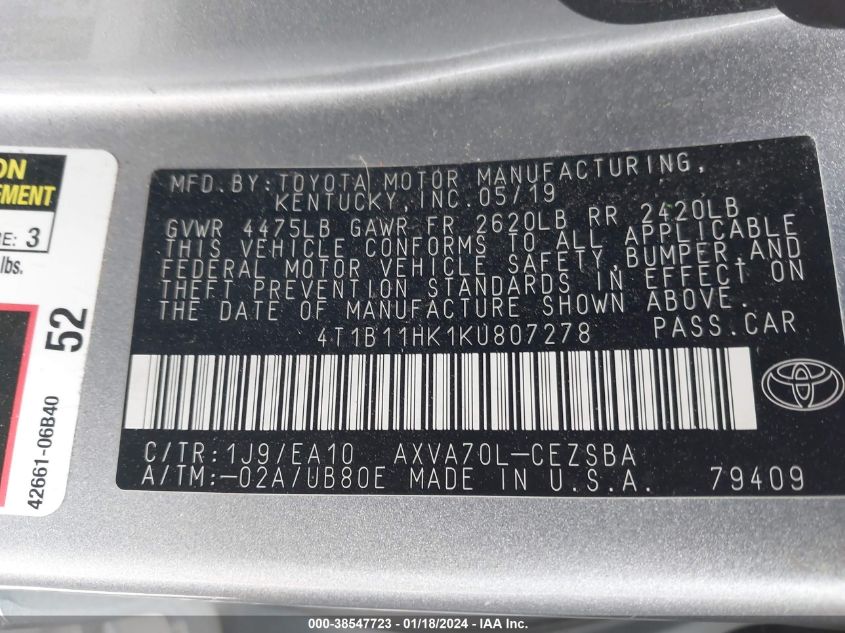 ON
EMENT
E: 3
lbs.
52
42661-06B40
MFD. BY: TOYOTA MOTOR MANUFACTURING,
KENTUCKY, INC. 05/19
GVWR 4475LB GAWR FR 2620LB RR 2420LB
THIS VEHICLE CONFORMS TO ALL APPLICABLE
FEDERAL MOTOR VEHICLE SAFETY, BUMPER, AND
THEFT PREVENTION STANDARDS IN EFFECT ON
THE DATE OF MANUFACTURE SHOWN ABOVE.
4T1B11HK1KU807278 PASS.CAR
C/TR: 1J9/EA10 AXVA70L-CEZSBA
A/TM:-02A/UB80E MADE IN U.S.A. 79409
000-38547723 - 01/18/2024 - IAA Inc.